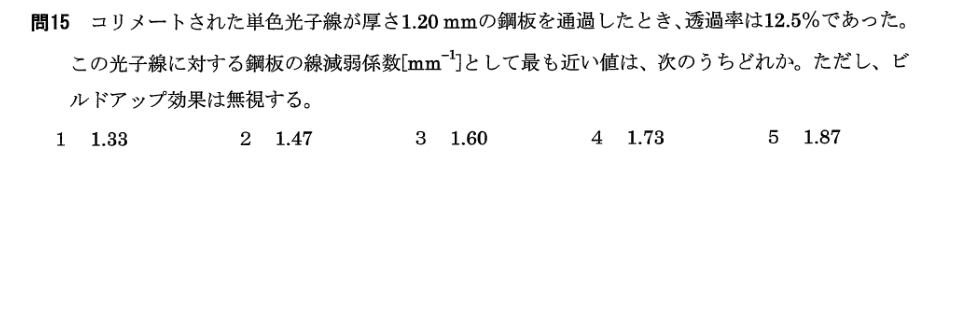 問15 コリメートされた単色光子線が厚さ1.20 mmの鋼板を通過したとき、透過率は12.5%であった。
この光子線に対する鋼板の線減弱係数[mm⁻¹]として最も近い値は、次のうちどれか。ただし、ビ
ルドアップ効果は無視する。
1 1.33 2 1.47 3 1.60 4 1.73 5 1.87